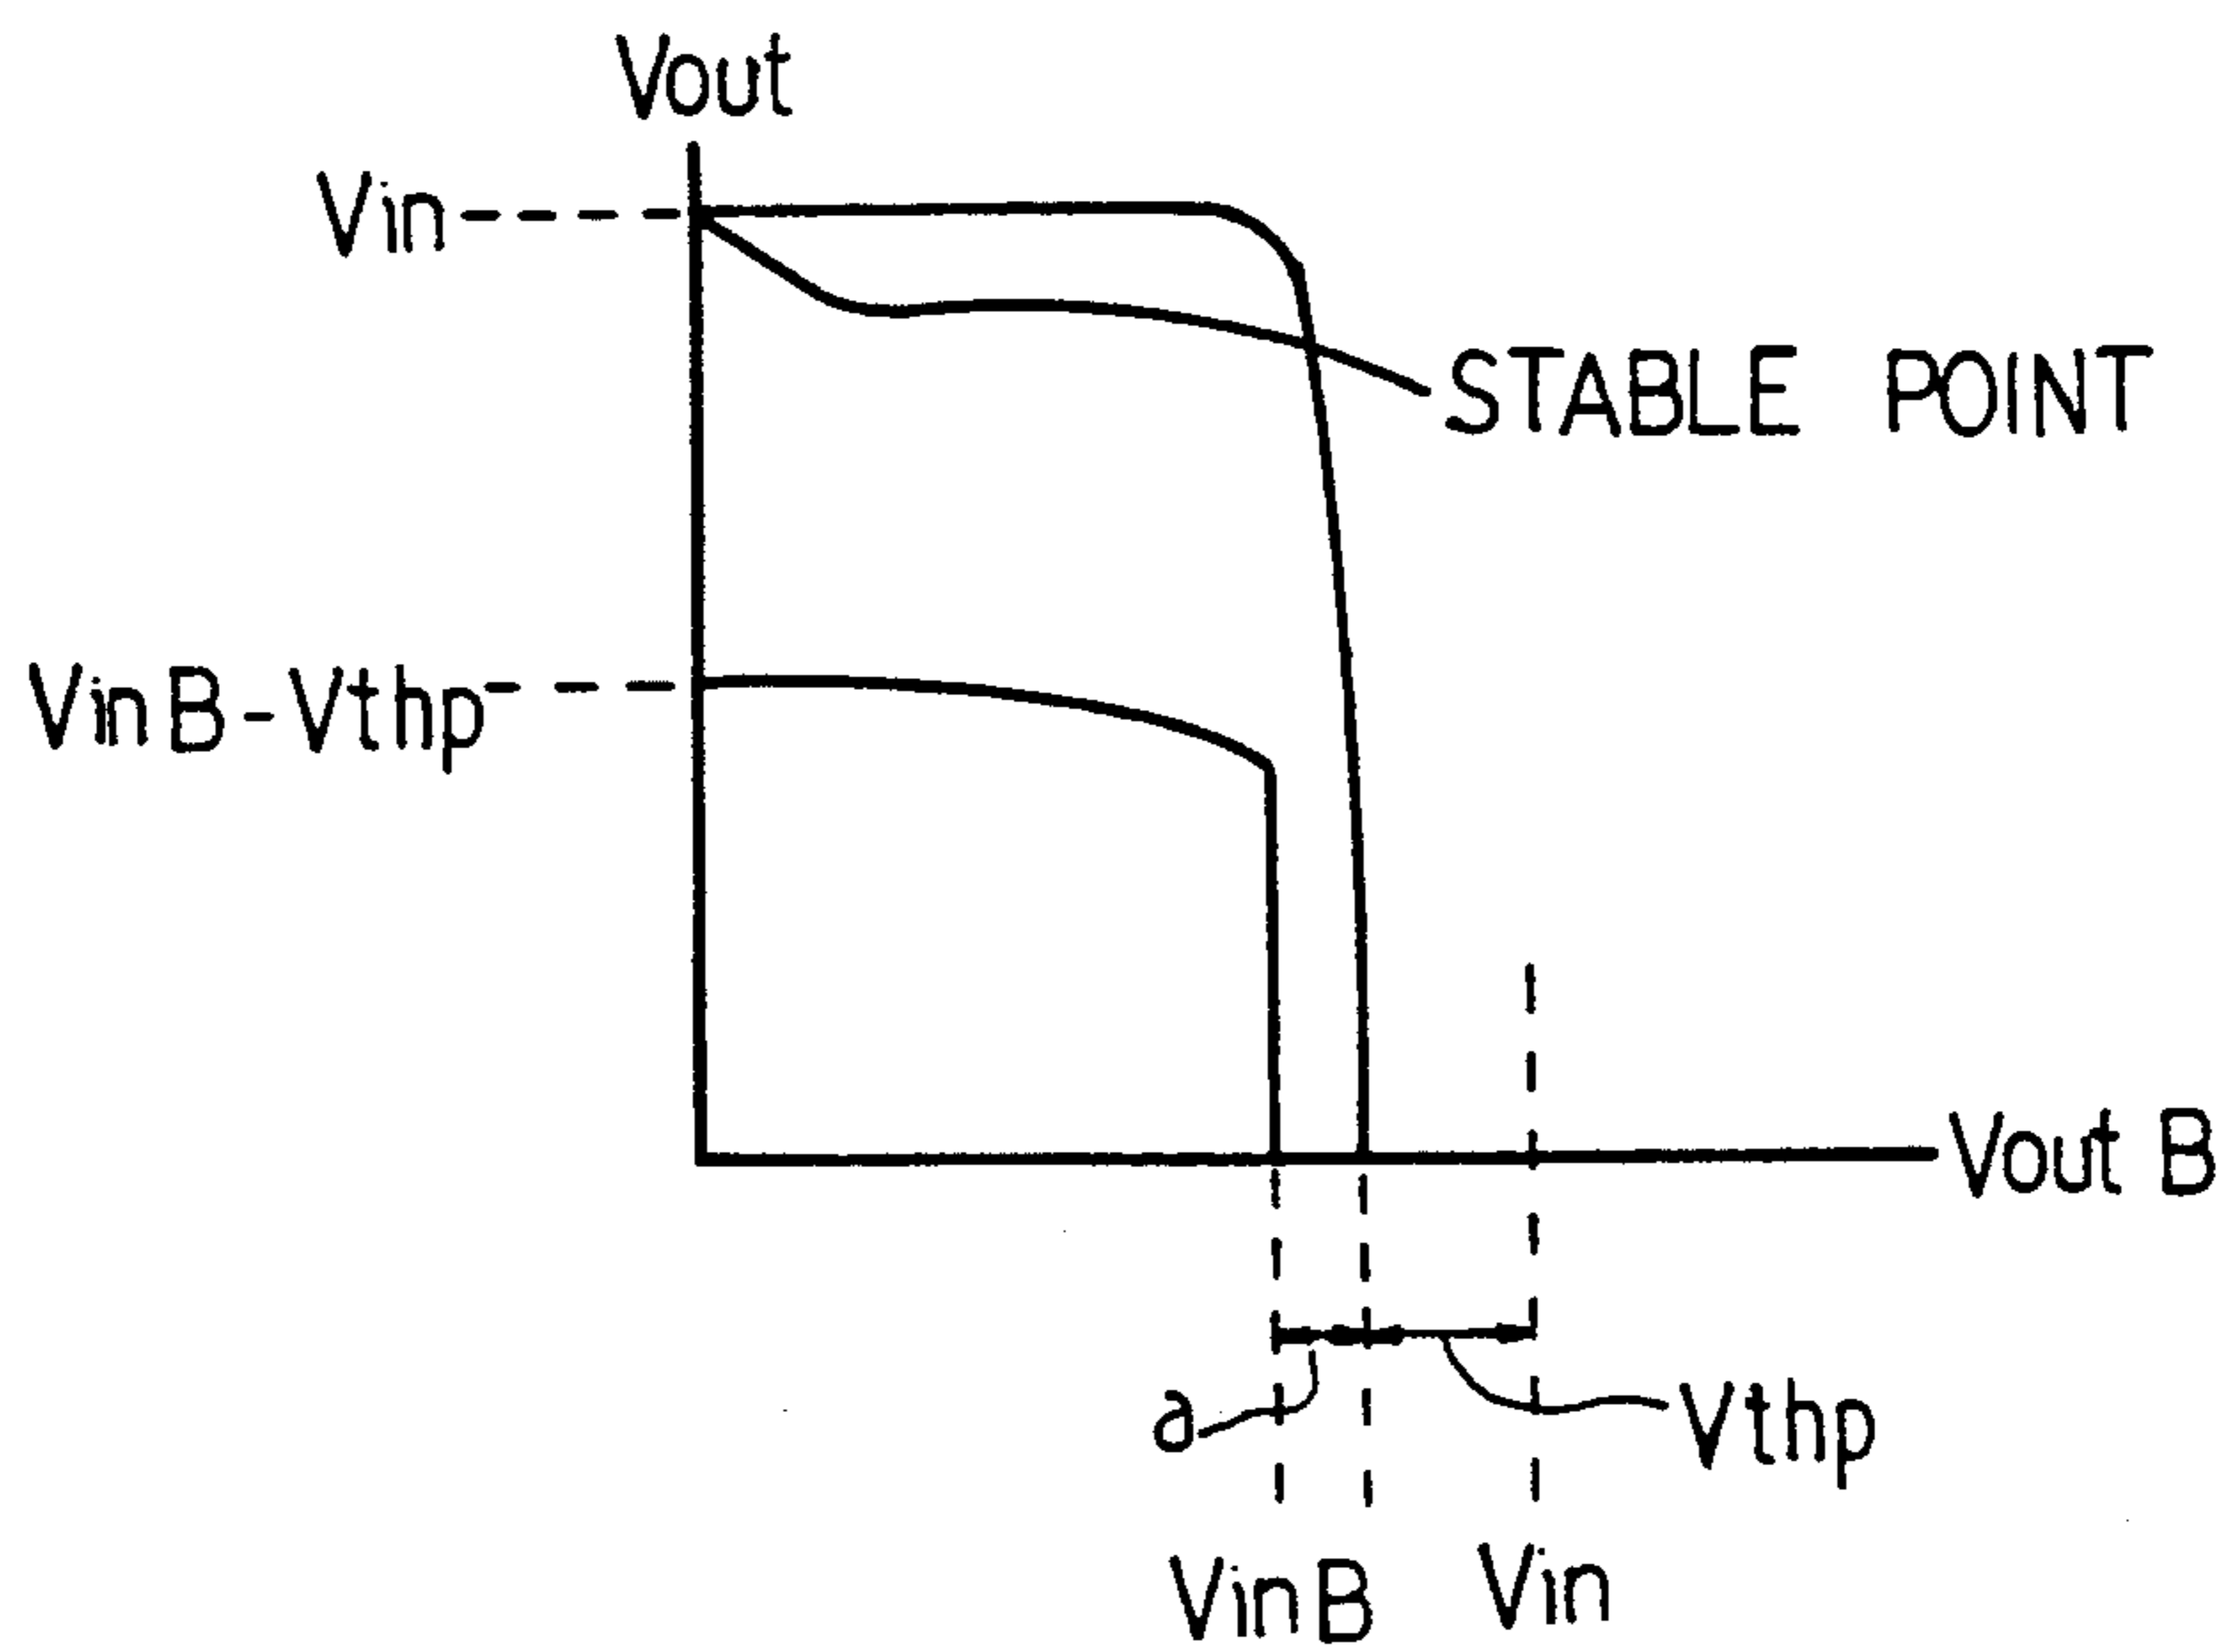 Vout
Vin
STABLE POINT
VinB-Vthp
Vout B
a
Vthp
VinB
Vin